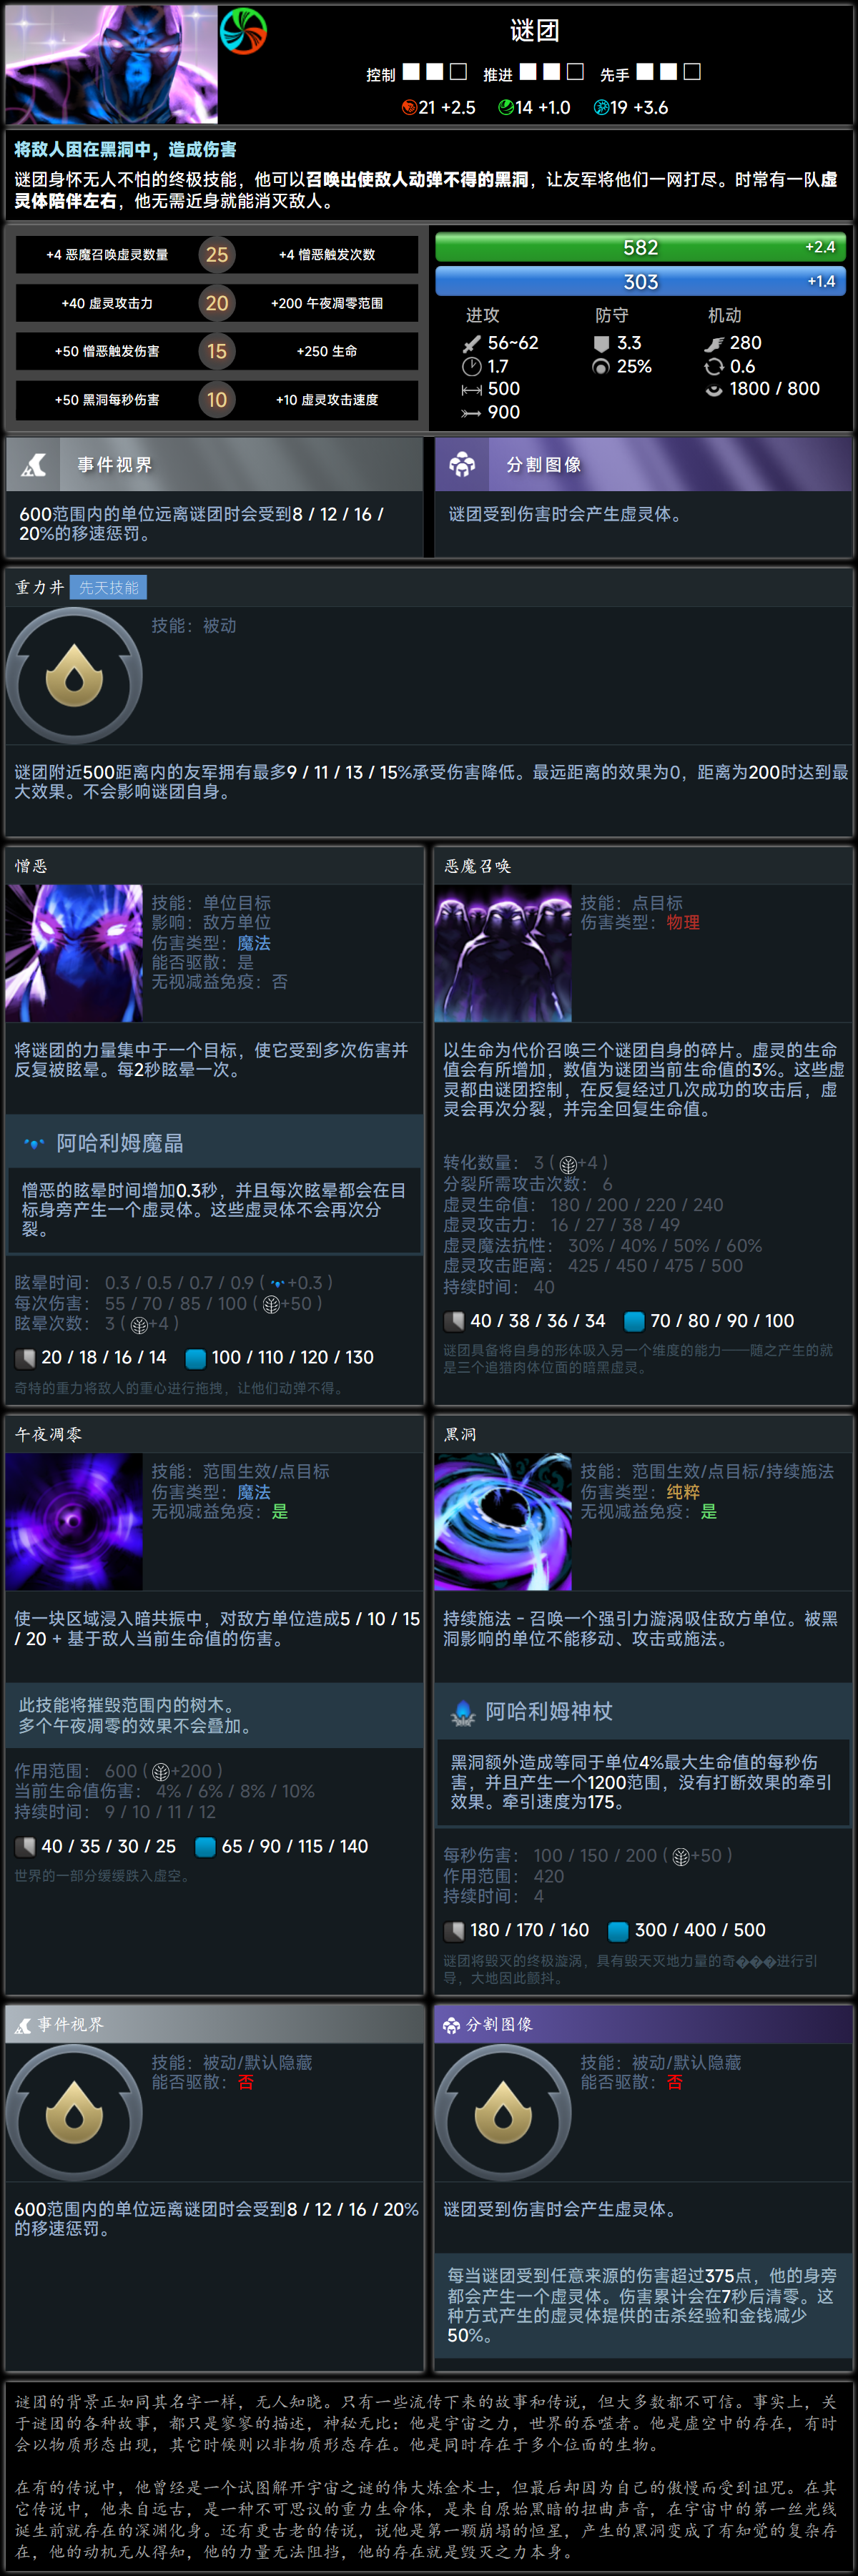 谜团
控制 推进 先手
21 +2.5 14 +1.0 19 +3.6
将敌人困在黑洞中，造成伤害
谜团身怀无人不怕的终极技能，他可以召唤出使敌人动弹不得的黑洞，让友军将他们一网打尽。时常有一队虚
灵体陪伴左右，他无需近身就能消灭敌人。
+4 恶魔召唤虚灵数量 25 +4 憎恶触发次数
+40 虚灵攻击力 20 +200 午夜凋零范围
+50 憎恶触发伤害 15 +250 生命
+50 黑洞每秒伤害 10 +10 虚灵攻击速度
582 +2.4
303 +1.4
进攻 防守 机动
56~62 3.3 280
1.7 25% 0.6
500 1800 / 800
900
事件视界
600范围内的单位远离谜团时会受到8 / 12 / 16 /
20%的移速惩罚。
分割图像
谜团受到伤害时会产生虚灵体。
重力井 先天技能
技能：被动
谜团附近500距离内的友军拥有最多9 / 11 / 13 / 15%承受伤害降低。最远距离的效果为0，距离为200时达到最
大效果。不会影响谜团自身。
憎恶
技能：单位目标
影响：敌方单位
伤害类型：魔法
能否驱散：是
无视减益免疫：否
将谜团的力量集中于一个目标，使它受到多次伤害并
反复被眩晕。每2秒眩晕一次。
阿哈利姆魔晶
憎恶的眩晕时间增加0.3秒，并且每次眩晕都会在目
标身旁产生一个虚灵体。这些虚灵体不会再次分
裂。
眩晕时间： 0.3 / 0.5 / 0.7 / 0.9 ( +0.3 )
每次伤害： 55 / 70 / 85 / 100 ( +50 )
眩晕次数： 3 ( +4 )
20 / 18 / 16 / 14 100 / 110 / 120 / 130
奇特的重力将敌人的重心进行拖拽，让他们动弹不得。
恶魔召唤
技能：点目标
伤害类型：物理
以生命为代价召唤三个谜团自身的碎片。虚灵的生命
值会有所增加，数值为谜团当前生命值的3%。这些虚
灵都由谜团控制，在反复经过几次成功的攻击后，虚
灵会再次分裂，并完全回复生命值。
转化数量： 3 ( +4 )
分裂所需攻击次数： 6
虚灵生命值： 180 / 200 / 220 / 240
虚灵攻击力： 16 / 27 / 38 / 49
虚灵魔法抗性： 30% / 40% / 50% / 60%
虚灵攻击距离： 425 / 450 / 475 / 500
持续时间： 40
40 / 38 / 36 / 34 70 / 80 / 90 / 100
谜团具备将自身的形体吸入另一个维度的能力——随之产生的就
是三个追猎肉体位面的暗黑虚灵。
午夜凋零
技能：范围生效/点目标
伤害类型：魔法
无视减益免疫：是
使一块区域浸入暗共振中，对敌方单位造成5 / 10 / 15
/ 20 + 基于敌人当前生命值的伤害。
此技能将摧毁范围内的树木。
多个午夜凋零的效果不会叠加。
作用范围： 600 ( +200 )
当前生命值伤害： 4% / 6% / 8% / 10%
持续时间： 9 / 10 / 11 / 12
40 / 35 / 30 / 25 65 / 90 / 115 / 140
世界的一部分缓缓跌入虚空。
黑洞
技能：范围生效/点目标/持续施法
伤害类型：纯粹
无视减益免疫：是
持续施法 - 召唤一个强引力漩涡吸住敌方单位。被黑
洞影响的单位不能移动、攻击或施法。
阿哈利姆神杖
黑洞额外造成等同于单位4%最大生命值的每秒伤
害，并且产生一个1200范围，没有打断效果的牵引
效果。牵引速度为175。
每秒伤害： 100 / 150 / 200 ( +50 )
作用范围： 420
持续时间： 4
180 / 170 / 160 300 / 400 / 500
谜团将毁灭的终极漩涡，具有毁天灭地力量的奇���进行引
导，大地因此颤抖。
事件视界
技能：被动/默认隐藏
能否驱散：否
600范围内的单位远离谜团时会受到8 / 12 / 16 / 20%
的移速惩罚。
分割图像
技能：被动/默认隐藏
能否驱散：否
谜团受到伤害时会产生虚灵体。
每当谜团受到任意来源的伤害超过375点，他的身旁
都会产生一个虚灵体。伤害累计会在7秒后清零。这
种方式产生的虚灵体提供的击杀经验和金钱减少
50%。
谜团的背景正如同其名字一样，无人知晓。只有一些流传下来的故事和传说，但大多数都不可信。事实上，关
于谜团的各种故事，都只是寥寥的描述，神秘无比：他是宇宙之力，世界的吞噬者。他是虚空中的存在，有时
会以物质形态出现，其它时候则以非物质形态存在。他是同时存在于多个位面的生物。
在有的传说中，他曾经是一个试图解开宇宙之谜的伟大炼金术士，但最后却因为自己的傲慢而受到诅咒。在其
它传说中，他来自远古，是一种不可思议的重力生命体，是来自原始黑暗的扭曲声音，在宇宙中的第一丝光线
诞生前就存在的深渊化身。还有更古老的传说，说他是第一颗崩塌的恒星，产生的黑洞变成了有知觉的复杂存
在，他的动机无从得知，他的力量无法阻挡，他的存在就是毁灭之力本身。